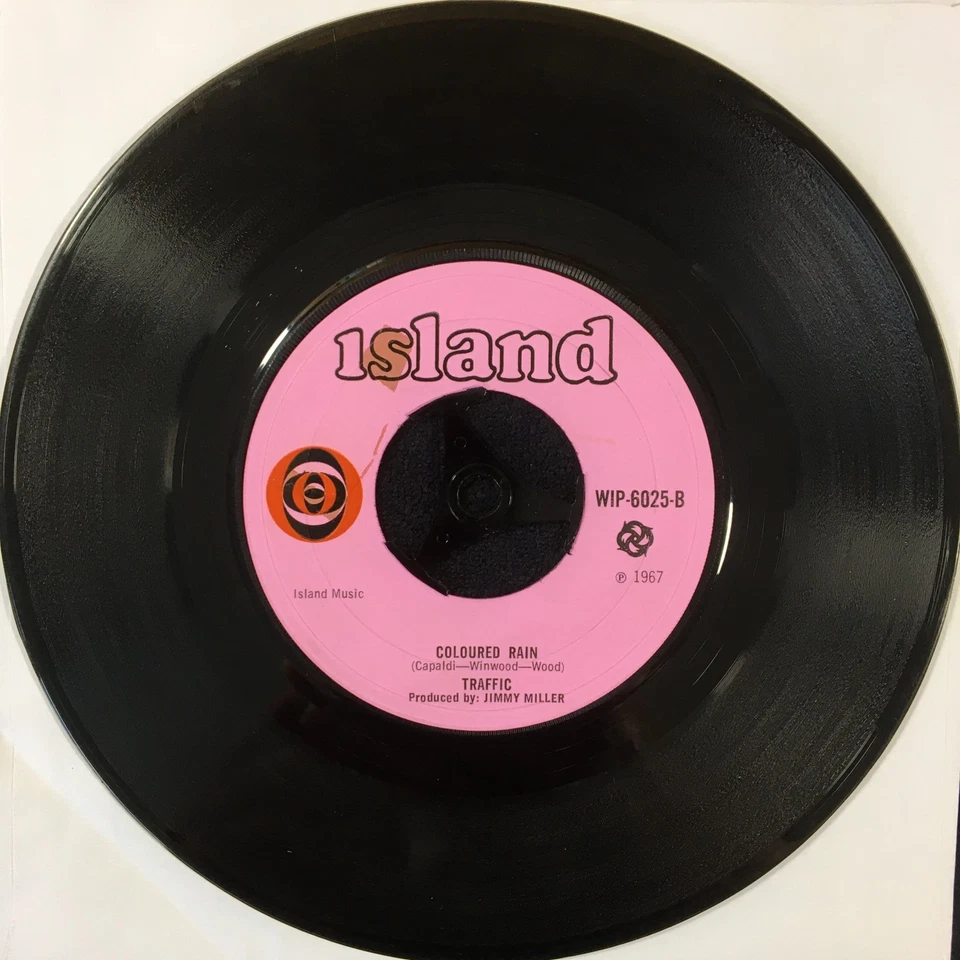 island
WIP-6025-B
℗ 1967
Island Music
COLOURED RAIN
(Capaldi—Winwood—Wood)
TRAFFIC
Produced by: JIMMY MILLER